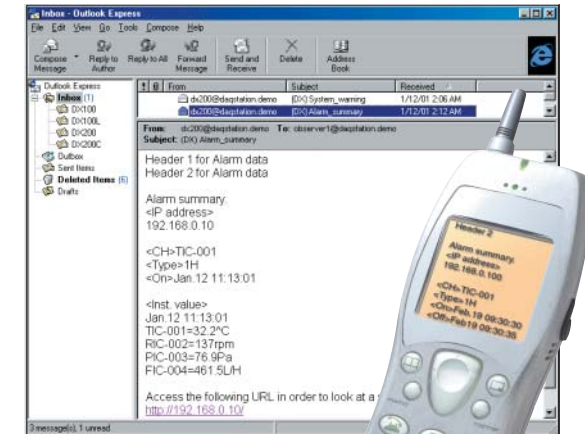 Inbox - Outlook Express
File Edit View Go Tools Compose Help
Compose Message
Reply to Author
Reply to All
Forward Message
Send and Receive
Delete
Address Book
Outlook Express
Inbox (1)
DX100
DX100L
DX200
DX200C
Outbox
Sent Items
Deleted Items (6)
Drafts
! From Subject Received
dx200@daqstation.demo (DX) System_warning 1/12/01 2:06 AM
dx200@daqstation.demo (DX) Alarm_summary 1/12/01 2:12 AM
From: dx200@daqstation.demo To: observer1@daqstation.demo
Subject: (DX) Alarm_summary
Header 1 for Alarm data
Header 2 for Alarm data
Alarm summary.
<IP address>
192.168.0.10
<CH>TIC-001
<Type>1H
<On>Jan.12 11:13:01
<Inst. value>
Jan.12 11:13:01
TIC-001=32.2^C
RIC-002=137rpm
PIC-003=76.9Pa
FIC-004=461.5L/H
Access the following URL in order to look at a
http://192.168.0.10/
3 message(s), 1 unread
Header 2
Alarm summary.
<IP address>
192.168.0.100
<CH>TIC-001
<Type>1H
<On>Feb.19 09:30:30
<Off>Feb19 09:30:35